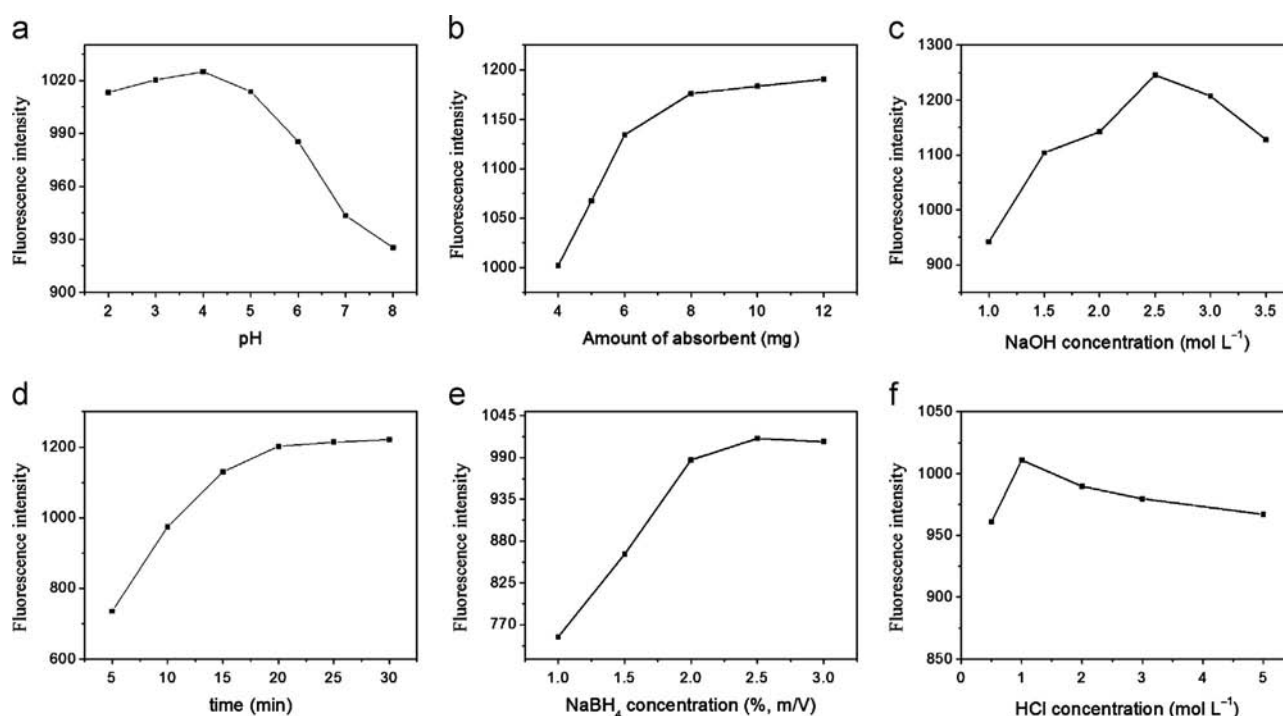 a
1020
980
960
930
900
2 3 4 5 6 7 8
pH
Fluorescence intensity
b
1200
1150
1100
1050
1000
4 6 8 10 12
Amount of absorbent (mg)
Fluorescence intensity
c
1300
1200
1100
1000
900
1.0 1.5 2.0 2.5 3.0 3.5
NaOH concentration (mol L⁻¹)
Fluorescence intensity
d
1200
1000
800
600
5 10 15 20 25 30
time (min)
Fluorescence intensity
e
1045
990
935
880
825
770
1.0 1.5 2.0 2.5 3.0
NaBH₄ concentration (%, m/V)
Fluorescence intensity
f
1050
1000
950
900
850
0 1 2 3 4 5
HCl concentration (mol L⁻¹)
Fluorescence intensity